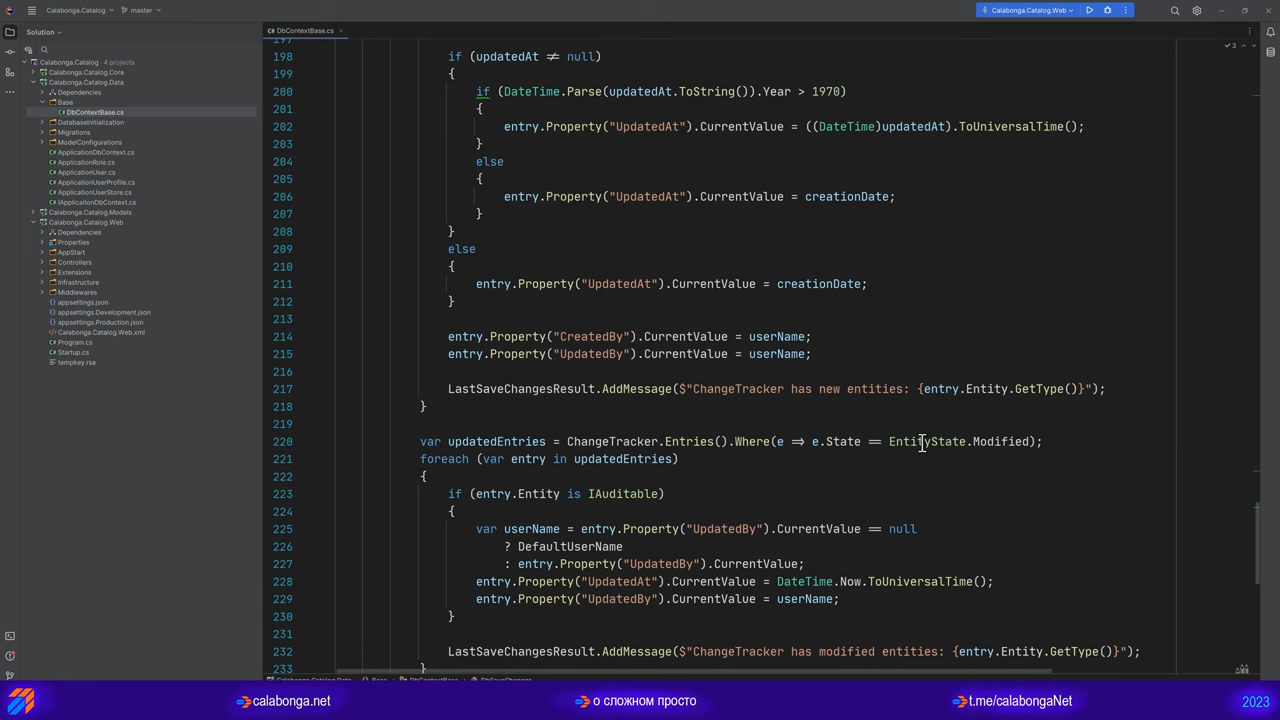 Calabonga.Catalog
master
Calabonga.Catalog.Web
Solution
DbContextBase.cs
3
Calabonga.Catalog • 4 projects
Calabonga.Catalog.Core
Calabonga.Catalog.Data
Dependencies
Base
DbContextBase.cs
DatabaseInitialization
Migrations
ModelConfigurations
ApplicationDbContext.cs
ApplicationRole.cs
ApplicationUser.cs
ApplicationUserProfile.cs
ApplicationUserStore.cs
IApplicaitonDbContext.cs
Calabonga.Catalog.Models
Calabonga.Catalog.Web
Dependencies
Properties
AppStart
Controllers
Extensions
Infrastructure
Middlewares
appsettings.json
appsettings.Development.json
appsettings.Production.json
Calabonga.Catalog.Web.xml
Program.cs
Startup.cs
tempkey.rsa
197
198 if (updatedAt != null)
199 {
200 if (DateTime.Parse(updatedAt.ToString()).Year > 1970)
201 {
202 entry.Property("UpdatedAt").CurrentValue = ((DateTime)updatedAt).ToUniversalTime();
203 }
204 else
205 {
206 entry.Property("UpdatedAt").CurrentValue = creationDate;
207 }
208 }
209 else
210 {
211 entry.Property("UpdatedAt").CurrentValue = creationDate;
212 }
213
214 entry.Property("CreatedBy").CurrentValue = userName;
215 entry.Property("UpdatedBy").CurrentValue = userName;
216
217 LastSaveChangesResult.AddMessage($"ChangeTracker has new entities: {entry.Entity.GetType()}");
218 }
219
220 var updatedEntries = ChangeTracker.Entries().Where(e => e.State == EntityState.Modified);
221 foreach (var entry in updatedEntries)
222 {
223 if (entry.Entity is IAuditable)
224 {
225 var userName = entry.Property("UpdatedBy").CurrentValue == null
226 ? DefaultUserName
227 : entry.Property("UpdatedBy").CurrentValue;
228 entry.Property("UpdatedAt").CurrentValue = DateTime.Now.ToUniversalTime();
229 entry.Property("UpdatedBy").CurrentValue = userName;
230 }
231
232 LastSaveChangesResult.AddMessage($"ChangeTracker has modified entities: {entry.Entity.GetType()}");
233 }
Calabonga.Catalog.Data
Base
DbContextBase
DbSaveChanges
calabonga.net
о сложном просто
t.me/calabongaNet
2023